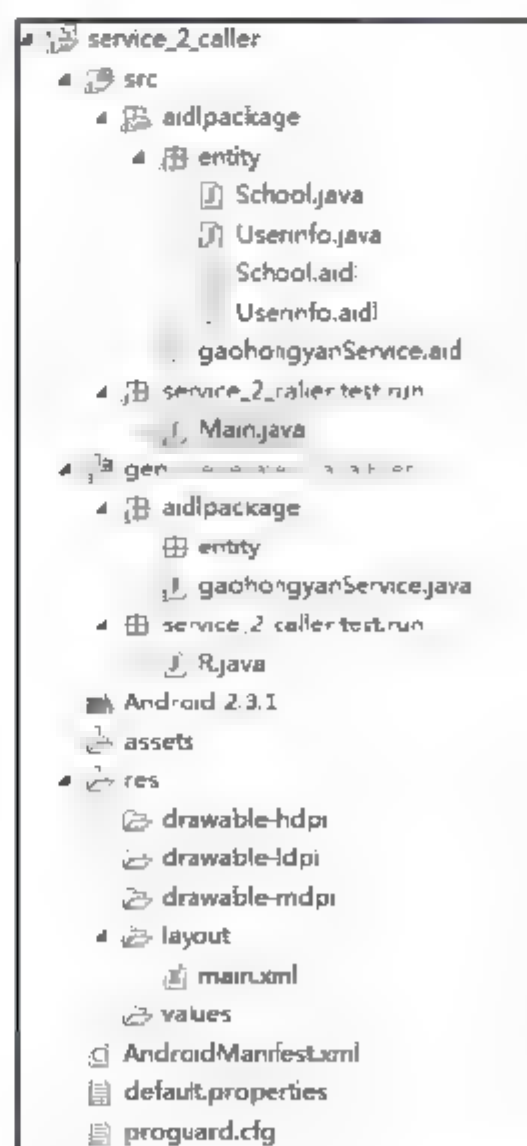 service_2_caller
src
aidlpackage
entity
School.java
Userinfo.java
School.aidl
Userinfo.aidl
gaohongyanService.aidl
service_2_caller.test.run
Main.java
gen
aidlpackage
entity
gaohongyanService.java
service_2_caller.test.run
R.java
Android 2.3.1
assets
res
drawable-hdpi
drawable-ldpi
drawable-mdpi
layout
main.xml
values
AndroidManifest.xml
default.properties
proguard.cfg